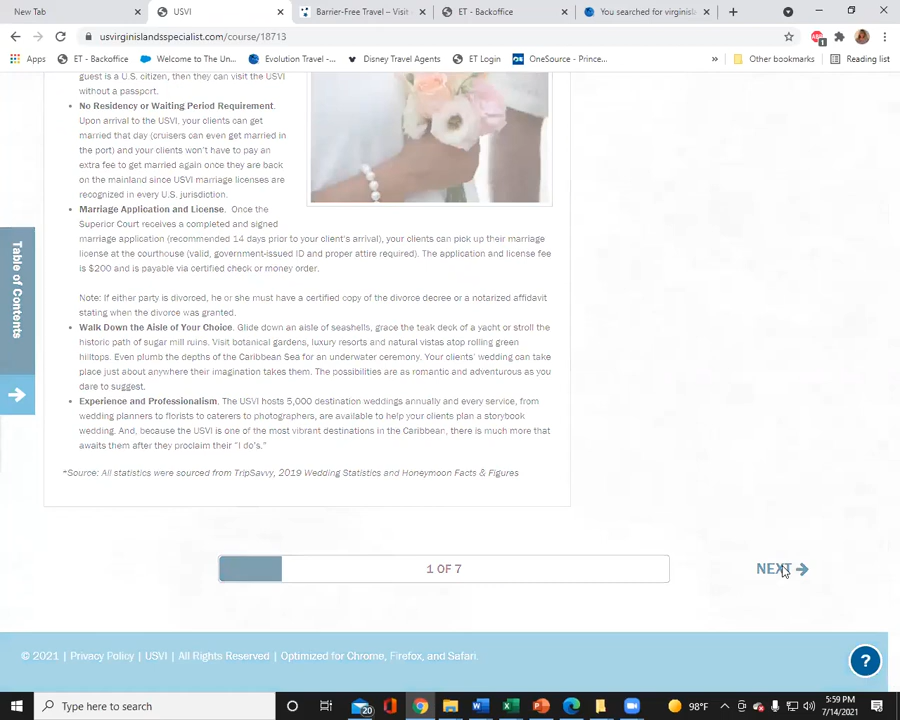 New Tab
USVI
Barrier-Free Travel – Visit
ET - Backoffice
You searched for virginisl
usvirginislandsspecialist.com/course/18713
Apps
ET - Backoffice
Welcome to The Un...
Evolution Travel -...
Disney Travel Agents
ET Login
OneSource - Prince...
»
Other bookmarks
Reading list
guest is a U.S. citizen, then they can visit the USVI
without a passport.
No Residency or Waiting Period Requirement.
Upon arrival to the USVI, your clients can get
married that day (cruisers can even get married in
the port) and your clients won't have to pay an
extra fee to get married again once they are back
on the mainland since USVI marriage licenses are
recognized in every U.S. jurisdiction.
Marriage Application and License. Once the
Superior Court receives a completed and signed
marriage application (recommended 14 days prior to your client's arrival), your clients can pick up their marriage
license at the courthouse (valid, government-issued ID and proper attire required). The application and license fee
is $200 and is payable via certified check or money order.
Note: If either party is divorced, he or she must have a certified copy of the divorce decree or a notarized affidavit
stating when the divorce was granted.
Walk Down the Aisle of Your Choice. Glide down an aisle of seashells, grace the teak deck of a yacht or stroll the
historic path of sugar mill ruins. Visit botanical gardens, luxury resorts and natural vistas atop rolling green
hilltops. Even plumb the depths of the Caribbean Sea for an underwater ceremony. Your clients' wedding can take
place just about anywhere their imagination takes them. The possibilities are as romantic and adventurous as you
dare to suggest.
Experience and Professionalism. The USVI hosts 5,000 destination weddings annually and every service, from
wedding planners to florists to caterers to photographers, are available to help your clients plan a storybook
wedding. And, because the USVI is one of the most vibrant destinations in the Caribbean, there is much more that
awaits them after they proclaim their "I do's."
*Source: All statistics were sourced from TripSavvy, 2019 Wedding Statistics and Honeymoon Facts & Figures
Table of Contents
1 OF 7
NEXT
© 2021 | Privacy Policy | USVI | All Rights Reserved | Optimized for Chrome, Firefox, and Safari.
?
Type here to search
20
98°F
5:59 PM
7/14/2021